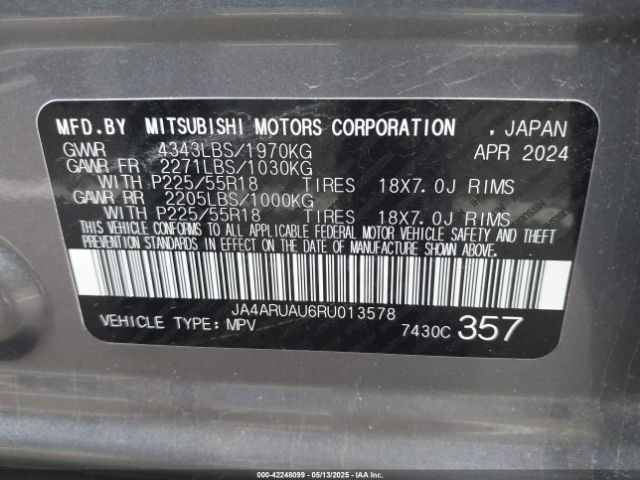 MFD.BY MITSUBISHI MOTORS CORPORATION , JAPAN
GVWR 4343LBS/1970KG APR 2024
GAWR FR 2271LBS/1030KG
WITH P225/55R18 TIRES 18X7.0J RIMS
GAWR RR 2205LBS/1000KG
WITH P225/55R18 TIRES 18X7.0J RIMS
THIS VEHICLE CONFORMS TO ALL APPLICABLE FEDERAL MOTOR VEHICLE SAFETY AND THEFT
PREVENTION STANDARDS IN EFFECT ON THE DATE OF MANUFACTURE SHOWN ABOVE.
JA4ARUAU6RU013578
VEHICLE TYPE: MPV 7430C 357
000-42248099 - 05/13/2025 - IAA Inc.